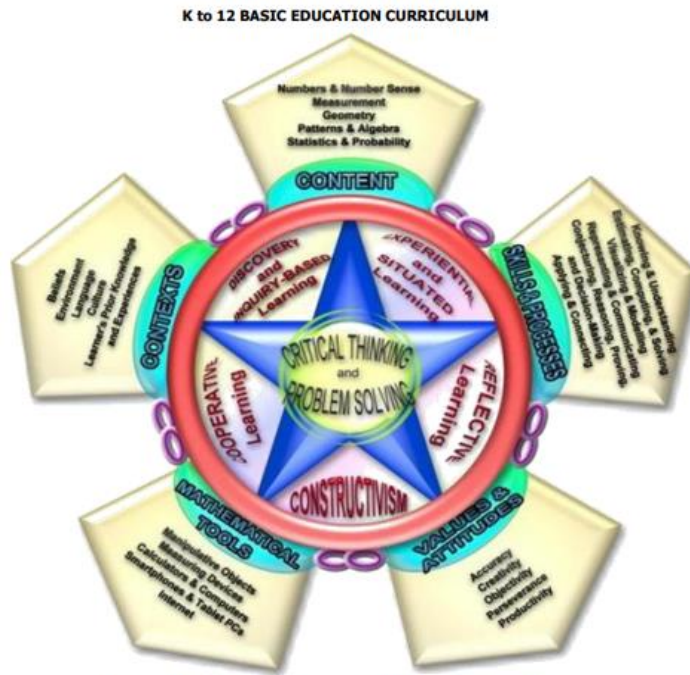 K to 12 BASIC EDUCATION CURRICULUM
Numbers & Number Sense
Measurement
Geometry
Patterns & Algebra
Statistics & Probability
CONTENT
Knowing & Understanding
Estimating, Computing, & Solving
Visualizing & Modeling
Representing & Communicating
Conjecturing, Reasoning, Proving,
and Decision-Making
Applying & Connecting
SKILLS & PROCESSES
Beliefs
Environment
Language
Culture
Learner's Prior Knowledge
and Experiences
CONTEXTS
DISCOVERY
and
INQUIRY-BASED
Learning
EXPERIENTIAL
and
SITUATED
Learning
CRITICAL THINKING
and
PROBLEM SOLVING
COOPERATIVE
Learning
REFLECTIVE
Learning
CONSTRUCTIVISM
MATHEMATICAL
TOOLS
Manipulative Objects
Measuring Devices
Calculators & Computers
Smartphones & Tablet PCs
Internet
VALUES &
ATTITUDES
Accuracy
Creativity
Objectivity
Perseverance
Productivity